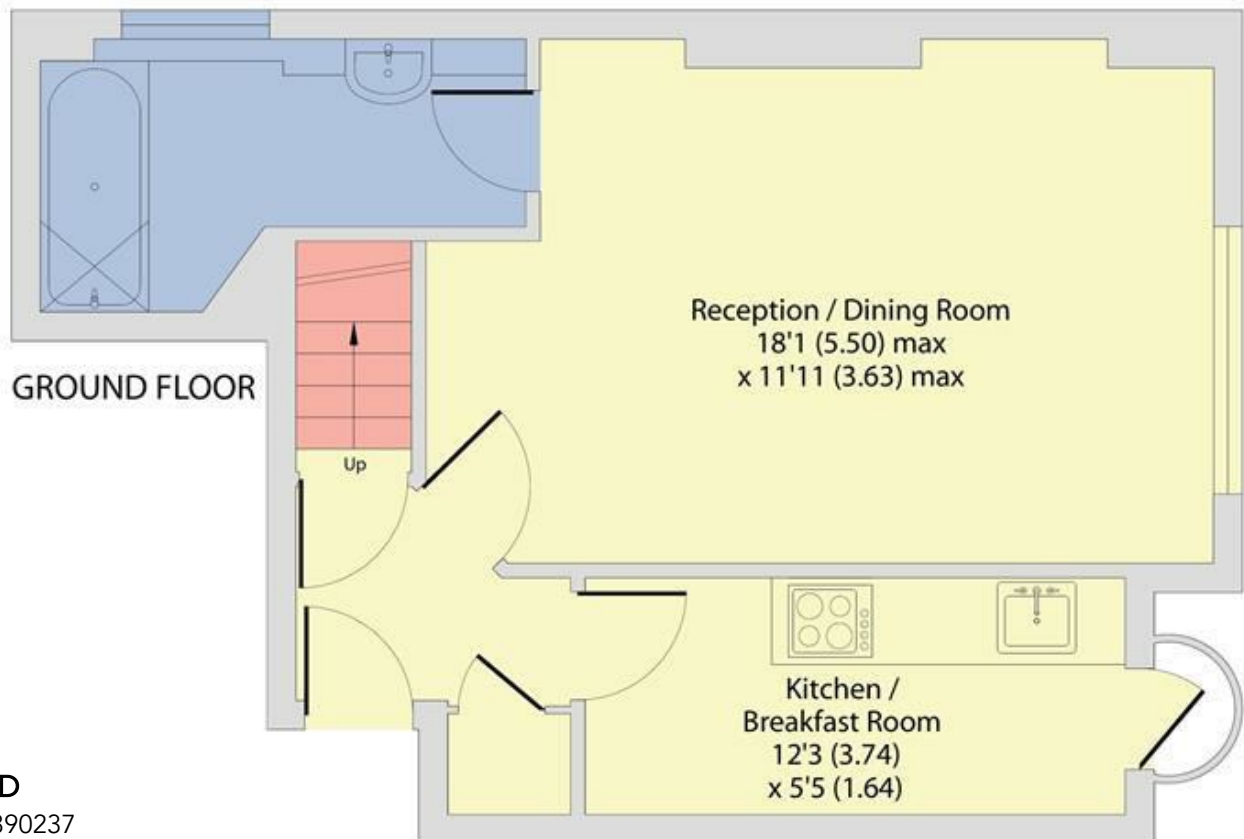 Reception / Dining Room
18'1 (5.50) max
x 11'11 (3.63) max
GROUND FLOOR
Up
Kitchen /
Breakfast Room
12'3 (3.74)
x 5'5 (1.64)
D
390237